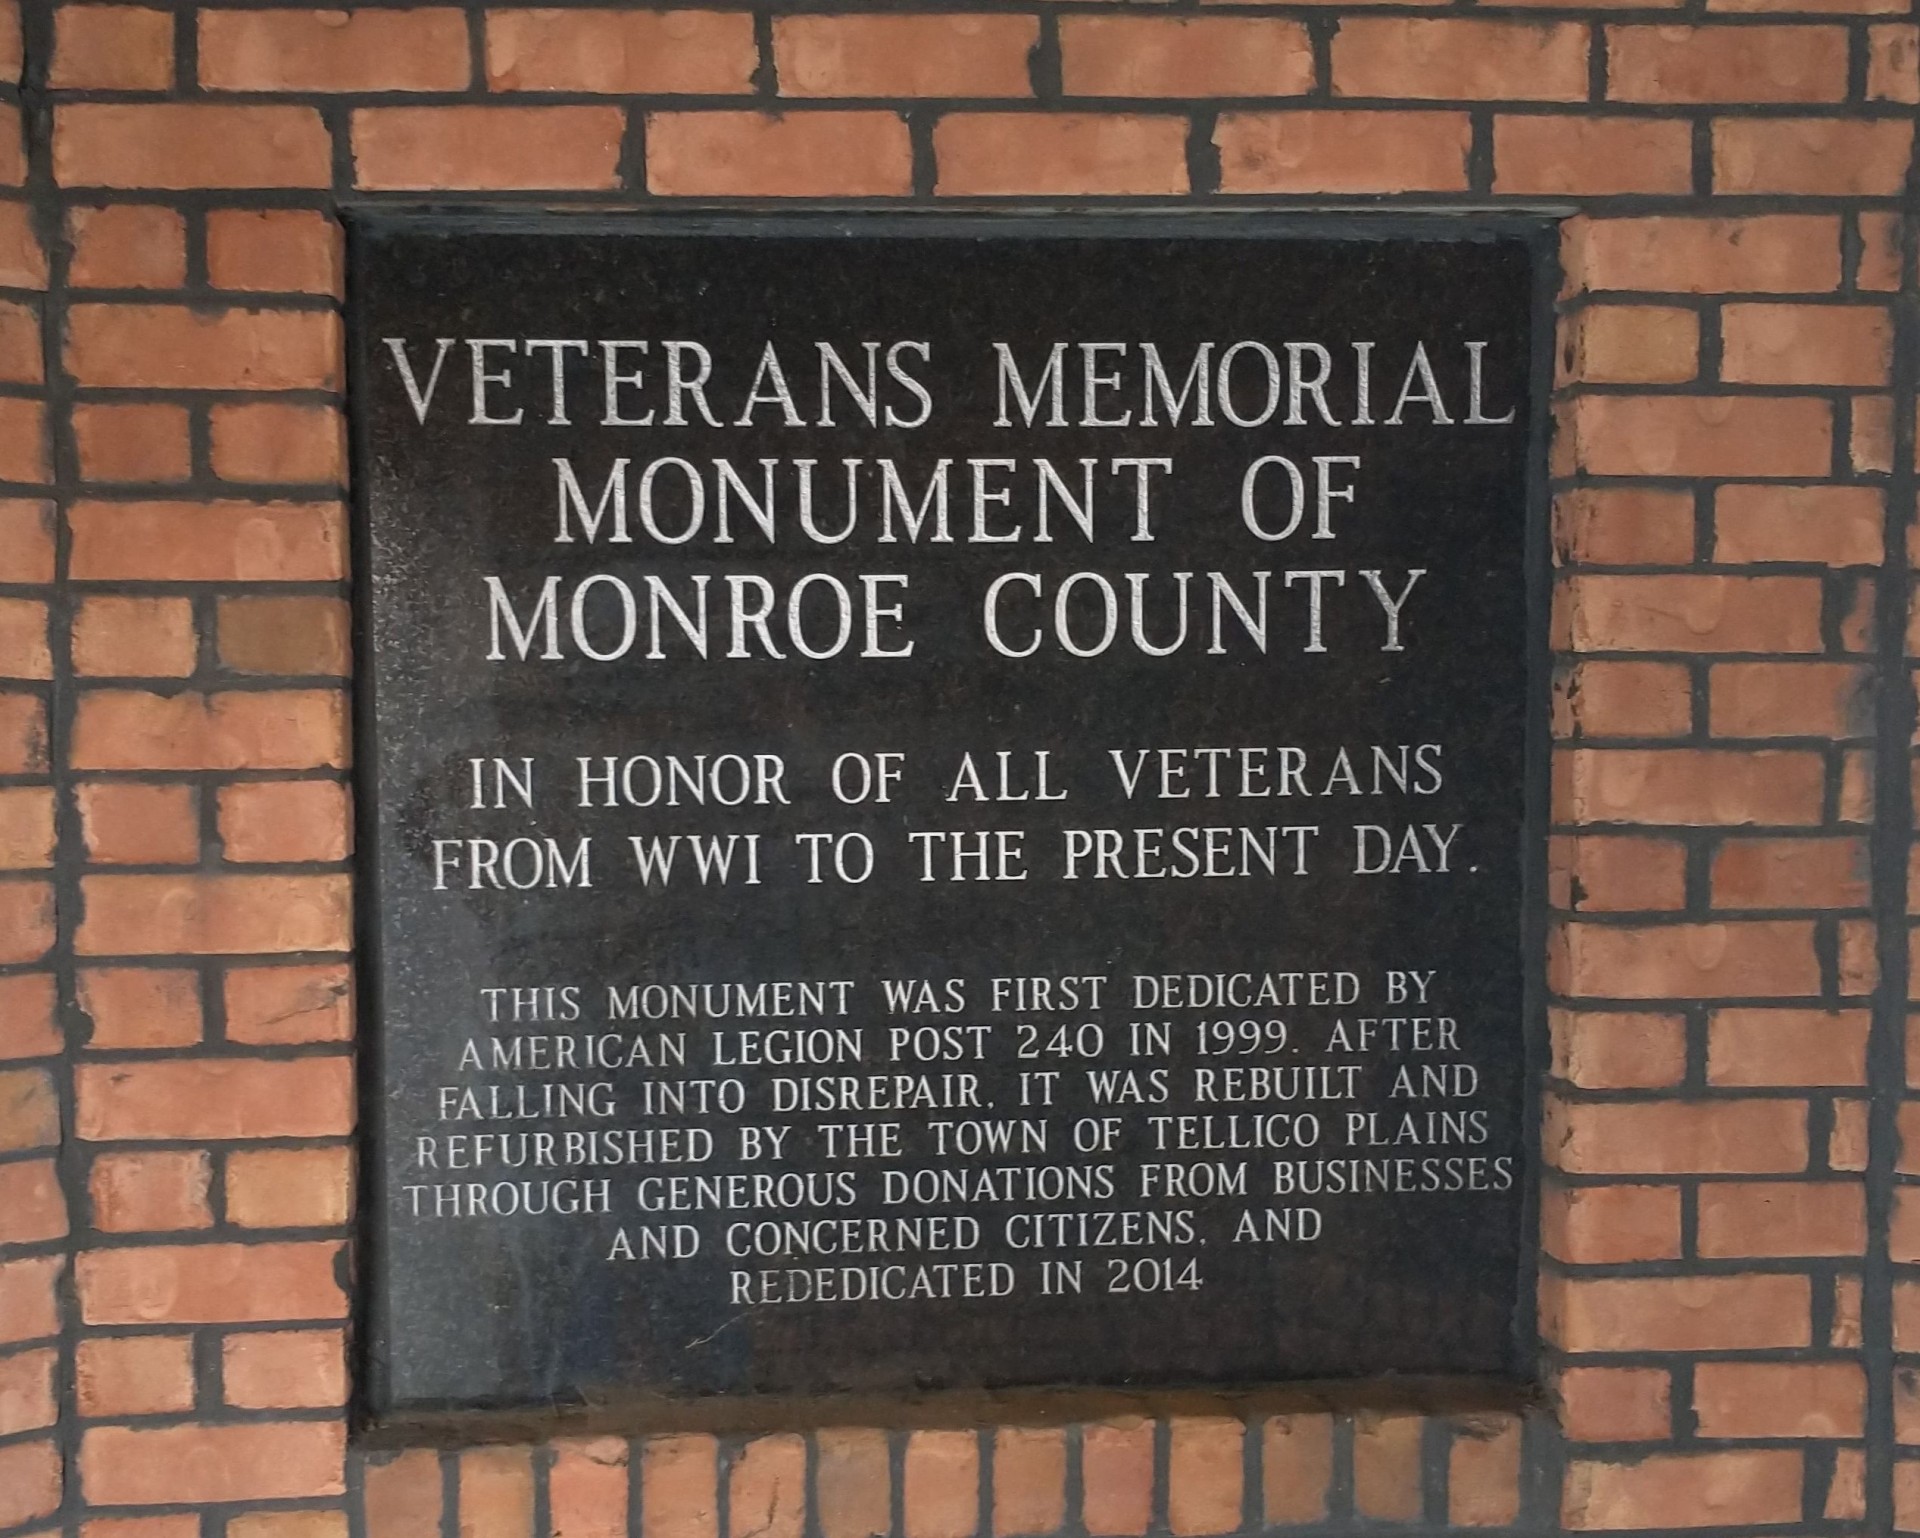 VETERANS MEMORIAL
MONUMENT OF
MONROE COUNTY
IN HONOR OF ALL VETERANS
FROM WWI TO THE PRESENT DAY.
THIS MONUMENT WAS FIRST DEDICATED BY
AMERICAN LEGION POST 240 IN 1999. AFTER
FALLING INTO DISREPAIR, IT WAS REBUILT AND
REFURBISHED BY THE TOWN OF TELLICO PLAINS
THROUGH GENEROUS DONATIONS FROM BUSINESSES
AND CONCERNED CITIZENS, AND
REDEDICATED IN 2014